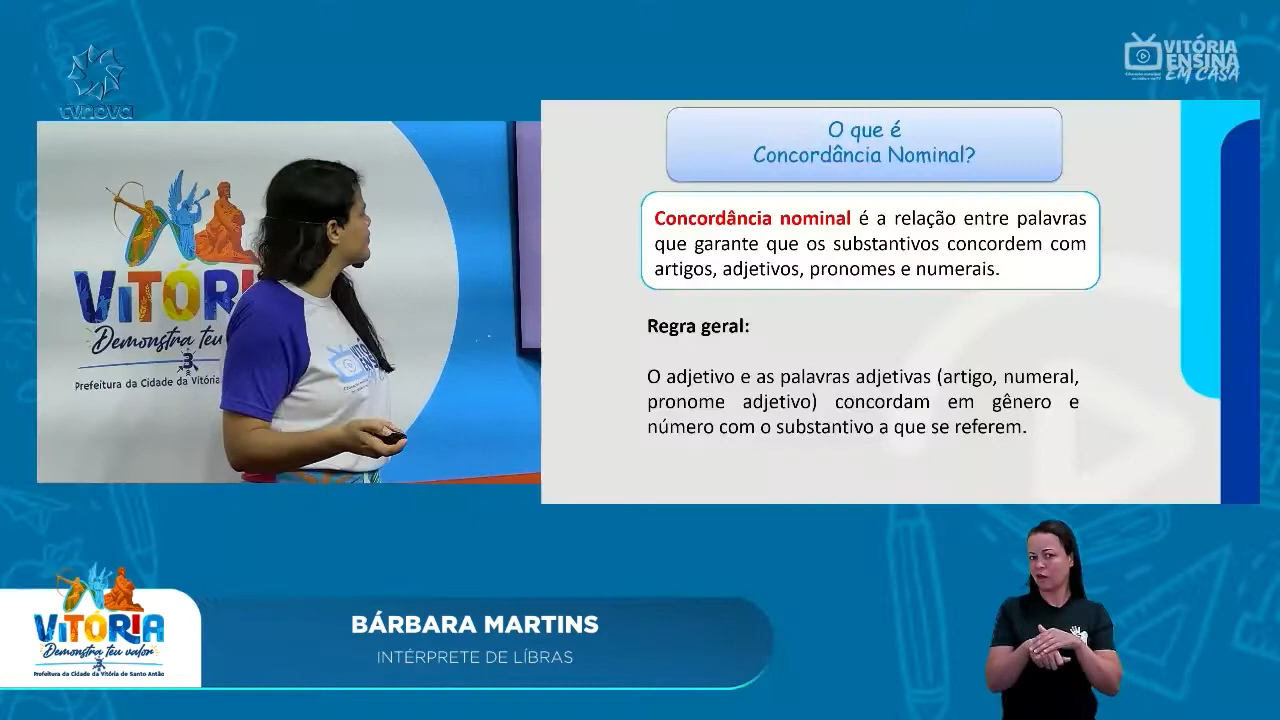 tvnova
VITÓRIA
ENSINA
EM CASA
O que é
Concordância Nominal?
Concordância nominal é a relação entre palavras
que garante que os substantivos concordem com
artigos, adjetivos, pronomes e numerais.
Regra geral:
O adjetivo e as palavras adjetivas (artigo, numeral,
pronome adjetivo) concordam em gênero e
número com o substantivo a que se referem.
VITÓRI
Demonstra teu
Prefeitura da Cidade da Vitória
BÁRBARA MARTINS
INTÉRPRETE DE LÍBRAS
VITÓRIA
Demonstra teu valor
Prefeitura da Cidade da Vitória de Santo Antão